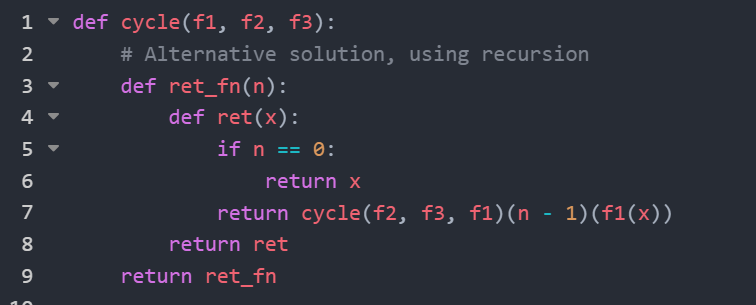 1 def cycle(f1, f2, f3):
2     # Alternative solution, using recursion
3     def ret_fn(n):
4         def ret(x):
5             if n == 0:
6                 return x
7             return cycle(f2, f3, f1)(n - 1)(f1(x))
8         return ret
9     return ret_fn
10